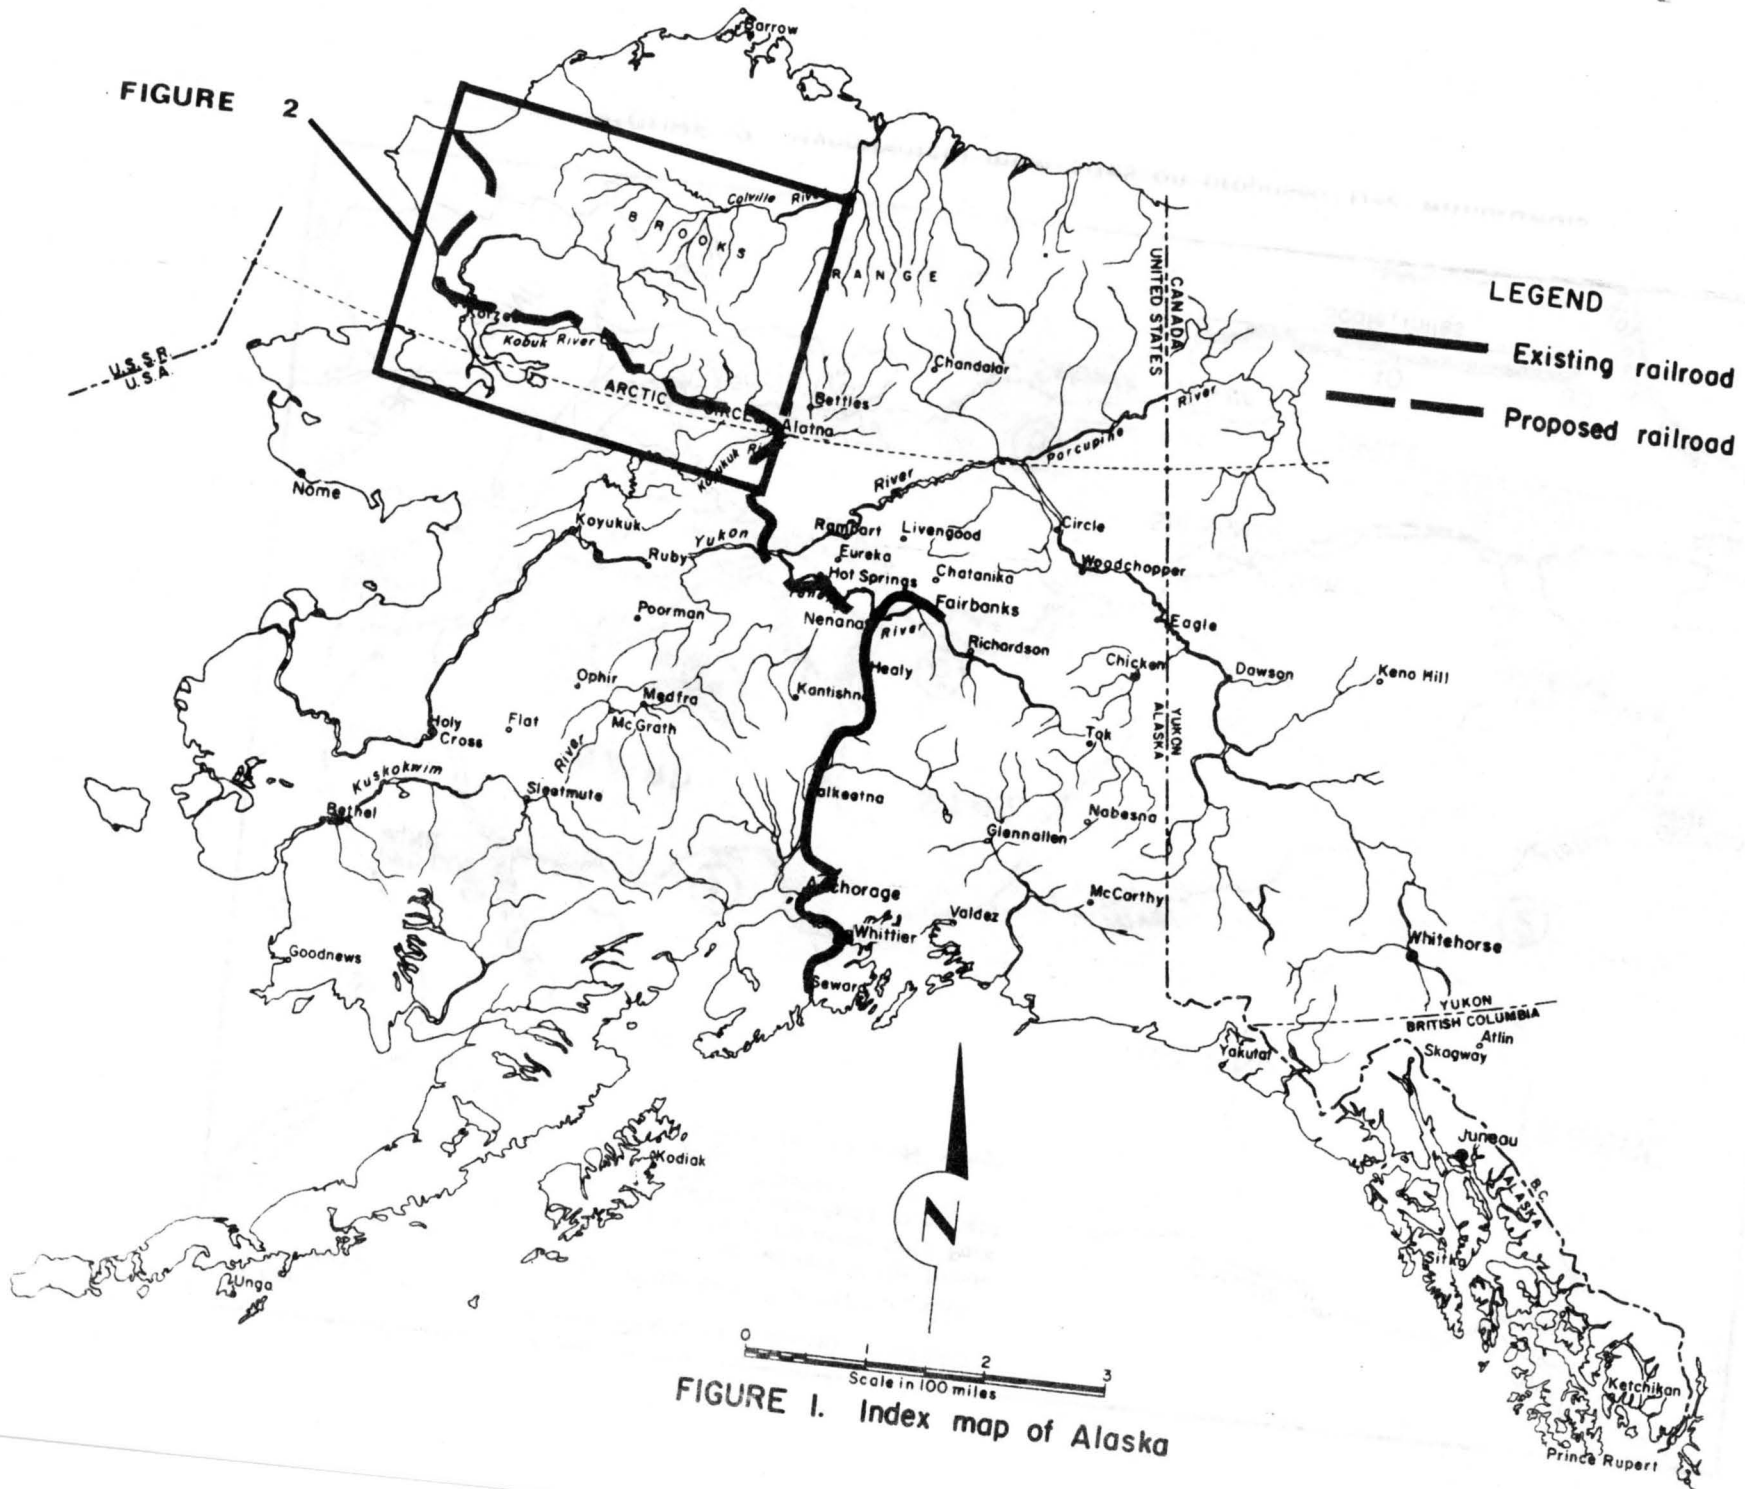 Barrow
FIGURE 2
Colville River
BROOKS
RANGE
CANADA
UNITED STATES
LEGEND
Existing railroad
Proposed railroad
Kobuk River
U.S.S.R.
U.S.A.
ARCTIC CIRCLE
Chandalar
Bettles
Alatna
Porcupine River
River
Nome
Koyukuk
Yukon
Ruby
Rampart
Livengood
Circle
Eureka
Woodchopper
Hot Springs
Chatanika
Fairbanks
Poorman
Nenana
River
Eagle
Richardson
Healy
Chicken
Dawson
Keno Hill
Ophir
Medfra
Kantishn
McGrath
Flat
Holy
Cross
River
Tok
YUKON
ALASKA
Kuskokwim
Sleetmute
Bethel
Talkeetna
Nabesna
Glennallen
Anchorage
McCarthy
Valdez
Whittier
Whitehorse
Goodnews
Seward
YUKON
BRITISH COLUMBIA
Atlin
Skagway
Yakutat
Juneau
Kodiak
B.C.
ALASKA
Sitka
Unga
N
0 1 2 3
Scale in 100 miles
Ketchikan
FIGURE 1. Index map of Alaska
Prince Rupert